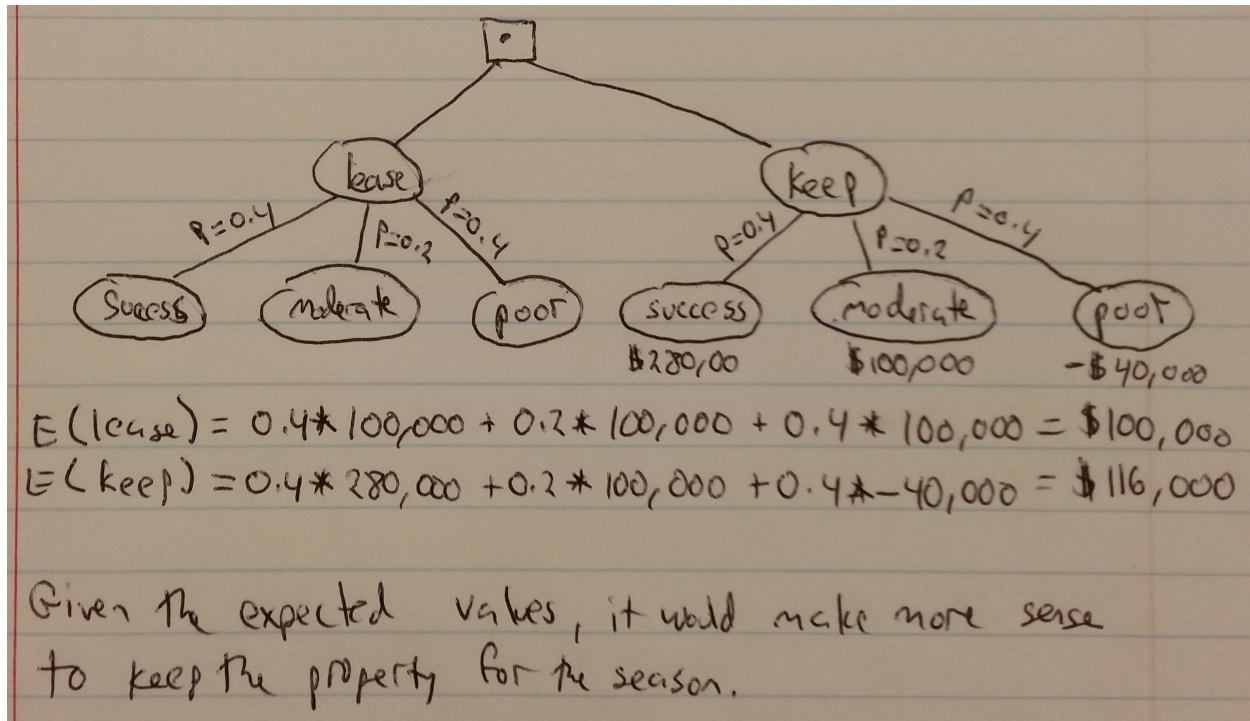 lease
keep
P=0.4 P=0.2 P=0.4 P=0.4 P=0.2 P=0.4
Sucess moderate poor success moderate poor
$280,00 $100,000 -$40,000
E(lease) = 0.4* 100,000 + 0.2* 100,000 + 0.4 * 100,000 = $100,000
E(keep) = 0.4* 280,000 +0.2* 100,000 +0.4*-40,000 = $116,000
Given the expected values, it would make more sense
to keep the property for the season.